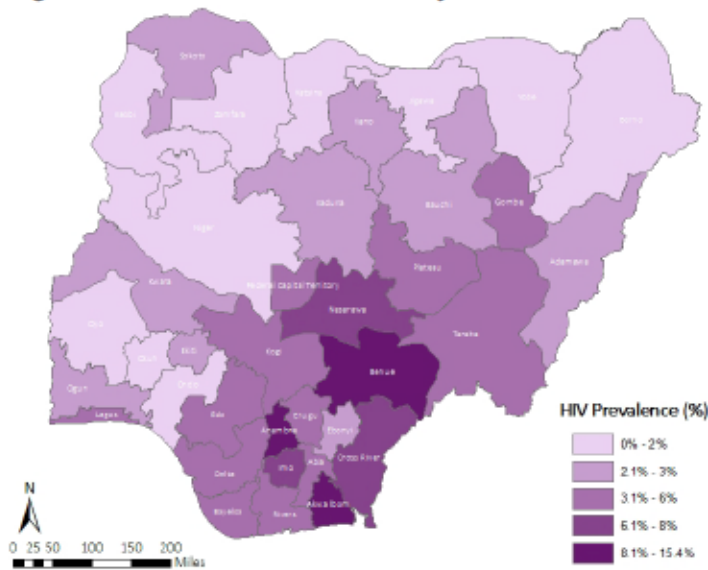 Sokoto
Katsina
Jigawa
Yobe
Borno
Kebbi
Zamfara
Kano
Kaduna
Bauchi
Gombe
Niger
Adamawa
Plateau
Federal Capital Territory
Kwara
Nasarawa
Taraba
Oyo
Kogi
Osun
Ekiti
Benue
Ogun
Ondo
Edo
Lagos
Enugu
Anambra
Ebonyi
Imo
Abia
Cross River
Delta
Bayelsa
Rivers
Akwa Ibom
HIV Prevalence (%)
0% - 2%
2.1% - 3%
3.1% - 6%
6.1% - 8%
8.1% - 15.4%
N
0 25 50 100 150 200
Miles